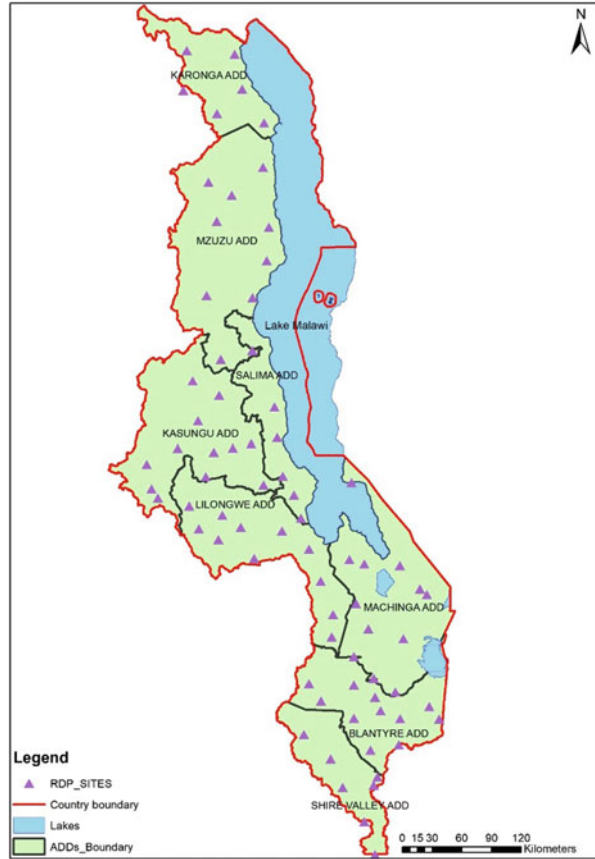 N
KARONGA ADD
MZUZU ADD
Lake Malawi
SALIMA ADD
KASUNGU ADD
LILONGWE ADD
MACHINGA ADD
BLANTYRE ADD
SHIRE VALLEY ADD
Legend
RDP_SITES
Country boundary
Lakes
ADDs_Boundary
0 15 30 60 90 120
Kilometers